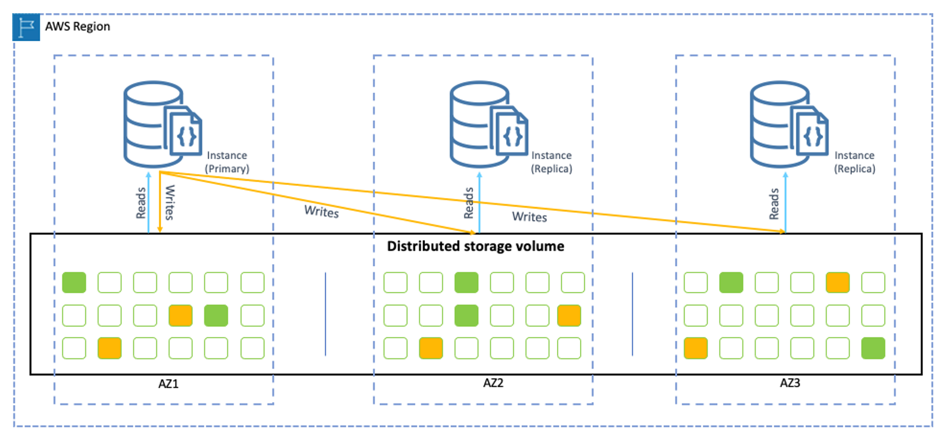 AWS Region
Instance
(Primary)
Instance
(Replica)
Instance
(Replica)
Reads
Writes
Writes
Reads
Writes
Reads
Distributed storage volume
AZ1
AZ2
AZ3